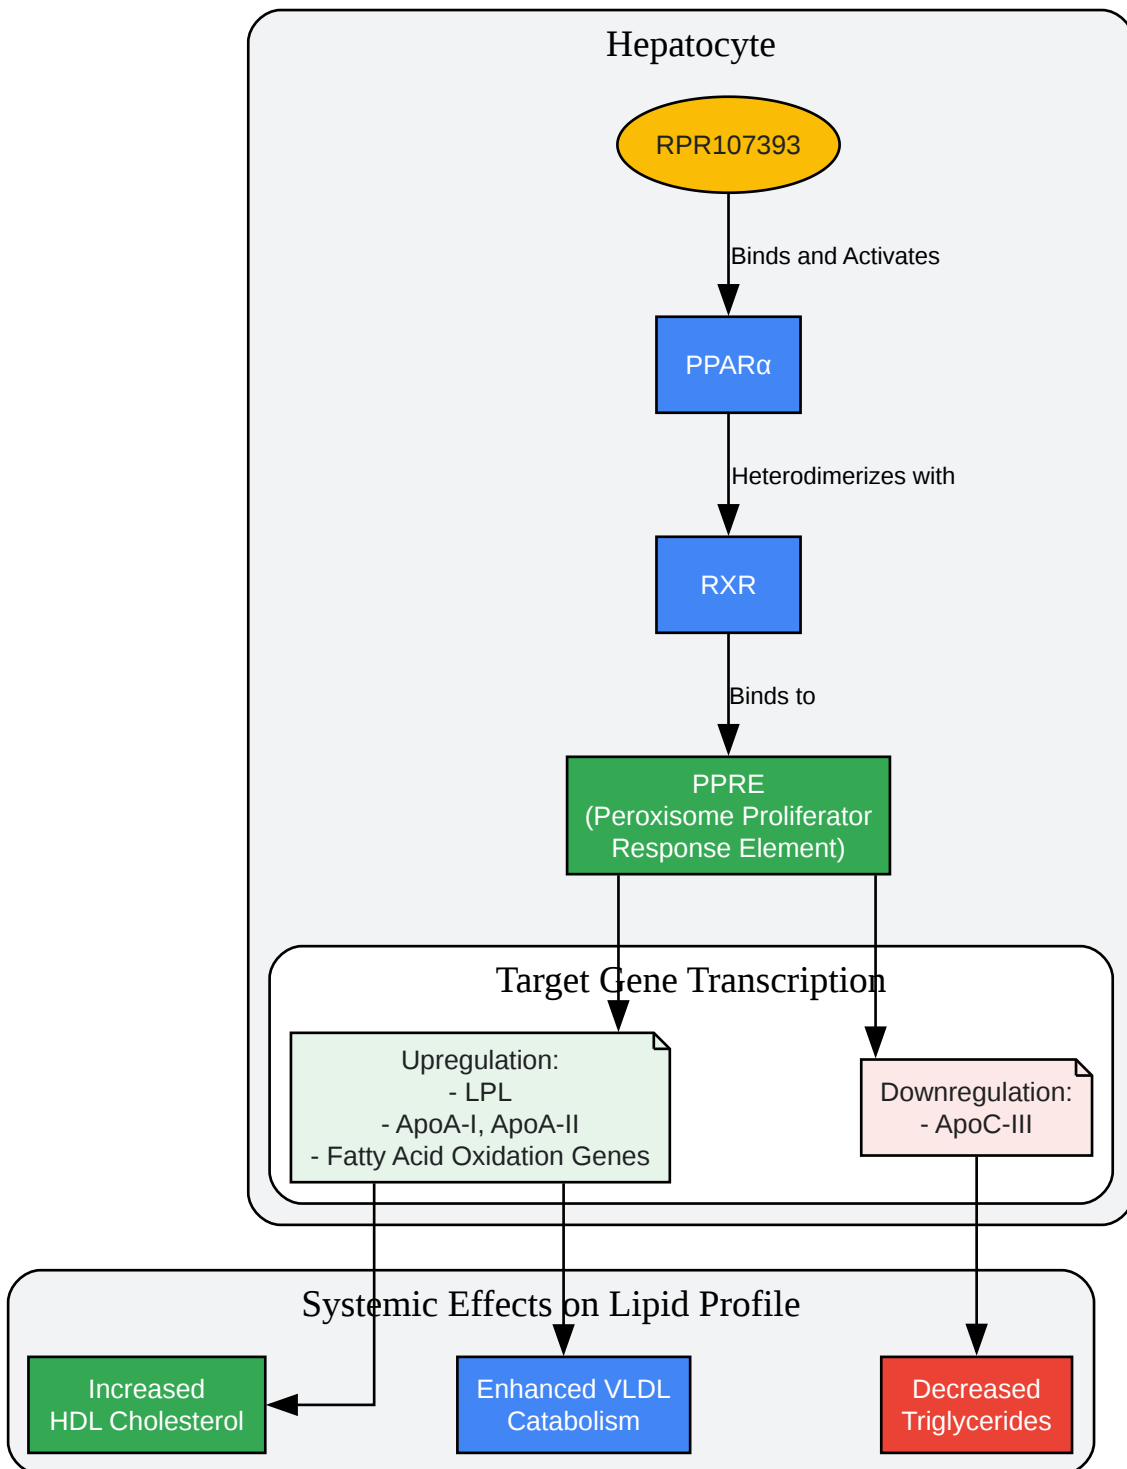 Hepatocyte
RPR107393
Binds and Activates
PPARα
Heterodimerizes with
RXR
Binds to
PPRE
(Peroxisome Proliferator
Response Element)
Target Gene Transcription
Upregulation:
- LPL
- ApoA-I, ApoA-II
- Fatty Acid Oxidation Genes
Downregulation:
- ApoC-III
Systemic Effects on Lipid Profile
Increased
HDL Cholesterol
Enhanced VLDL
Catabolism
Decreased
Triglycerides